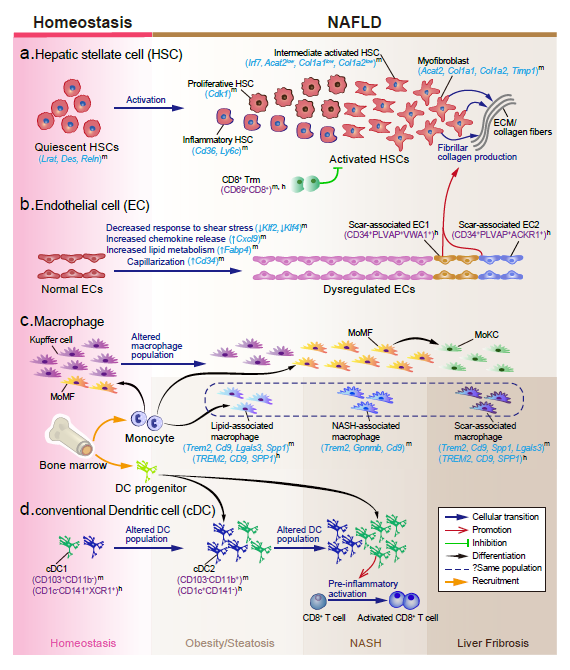 Homeostasis
NAFLD
a.Hepatic stellate cell (HSC)
Intermediate activated HSC
(Irf7, Acat2low, Col1a1low, Col1a2low)m
Myofibroblast
(Acat2, Col1a1, Col1a2, Timp1)m
Proliferative HSC
(Cdk1)m
Activation
ECM/
collagen fibers
Quiescent HSCs
(Lrat, Des, Reln)m
Inflammatory HSC
(Cd36, Ly6c)m
Activated HSCs
Fibrillar
collagen production
CD8+ Trm
(CD69+CD8+)m, h
b.Endothelial cell (EC)
Decreased response to shear stress (↓Klf2,↓Klf4)m
Increased chemokine release (↑Cxcl9)m
Increased lipid metabolism (↑Fabp4)m
Capillarization (↑Cd34)m
Scar-associated EC1
(CD34+PLVAP+VWA1+)h
Scar-associated EC2
(CD34+PLVAP+ACKR1+)h
Normal ECs
Dysregulated ECs
c.Macrophage
Kupffer cell
Altered
macrophage
population
MoMF
MoKC
MoMF
Monocyte
Lipid-associated
macrophage
(Trem2, Cd9, Lgals3, Spp1)m
(TREM2, CD9, SPP1)h
NASH-associated
macrophage
(Trem2, Gpnmb, Cd9)m
Scar-associated
macrophage
(Trem2, Cd9, Spp1, Lgals3)m
(TREM2, CD9, SPP1)h
Bone marrow
DC progenitor
d.conventional Dendritic cell (cDC)
Altered DC
population
Altered DC
population
cDC1
(CD103+CD11b-)m
(CD1c-CD141+XCR1+)h
cDC2
(CD103-CD11b+)m
(CD1c+CD141-)h
Pre-inflammatory
activation
CD8+ T cell
Activated CD8+ T cell
Cellular transition
Promotion
Inhibition
Differentiation
?Same population
Recruitment
Homeostasis
Obesity/Steatosis
NASH
Liver Fribrosis